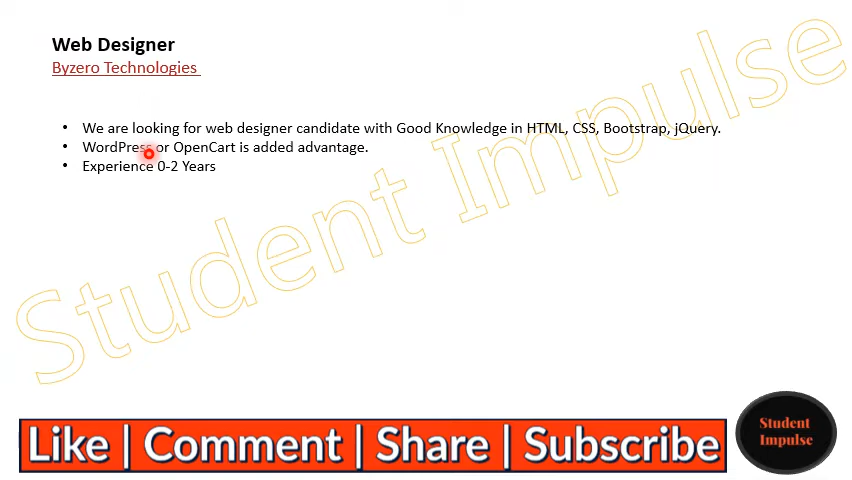 Web Designer
Byzero Technologies
• We are looking for web designer candidate with Good Knowledge in HTML, CSS, Bootstrap, jQuery.
• WordPress or OpenCart is added advantage.
• Experience 0-2 Years
Student Impulse
Like | Comment | Share | Subscribe
Student
Impulse